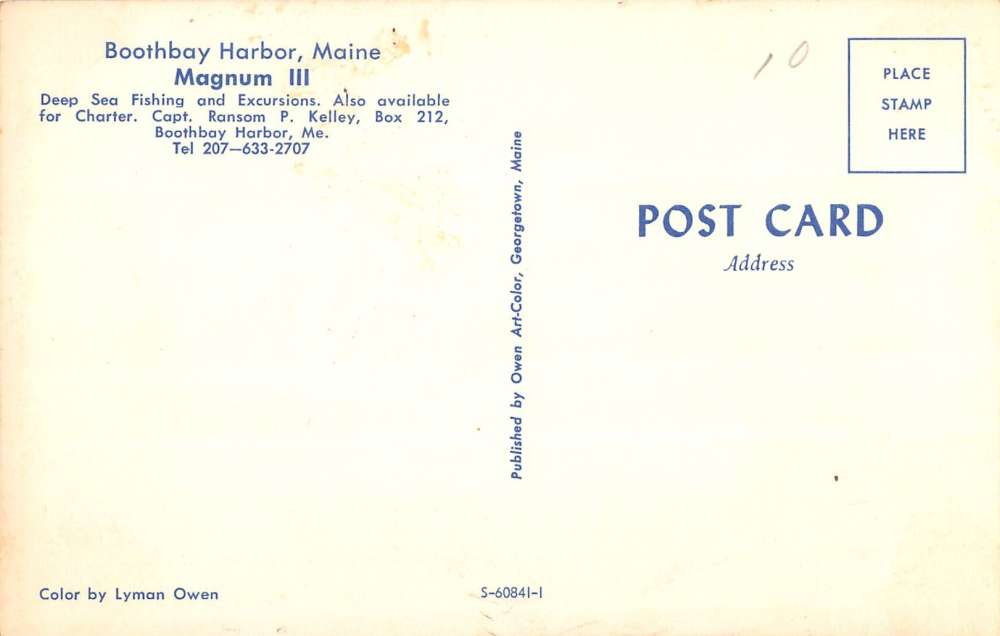 Boothbay Harbor, Maine
Magnum III
Deep Sea Fishing and Excursions. Also available
for Charter. Capt. Ransom P. Kelley, Box 212,
Boothbay Harbor, Me.
Tel 207—633-2707
Color by Lyman Owen
Published by Owen Art-Color, Georgetown, Maine
S-60841-1
10
PLACE
STAMP
HERE
POST CARD
Address